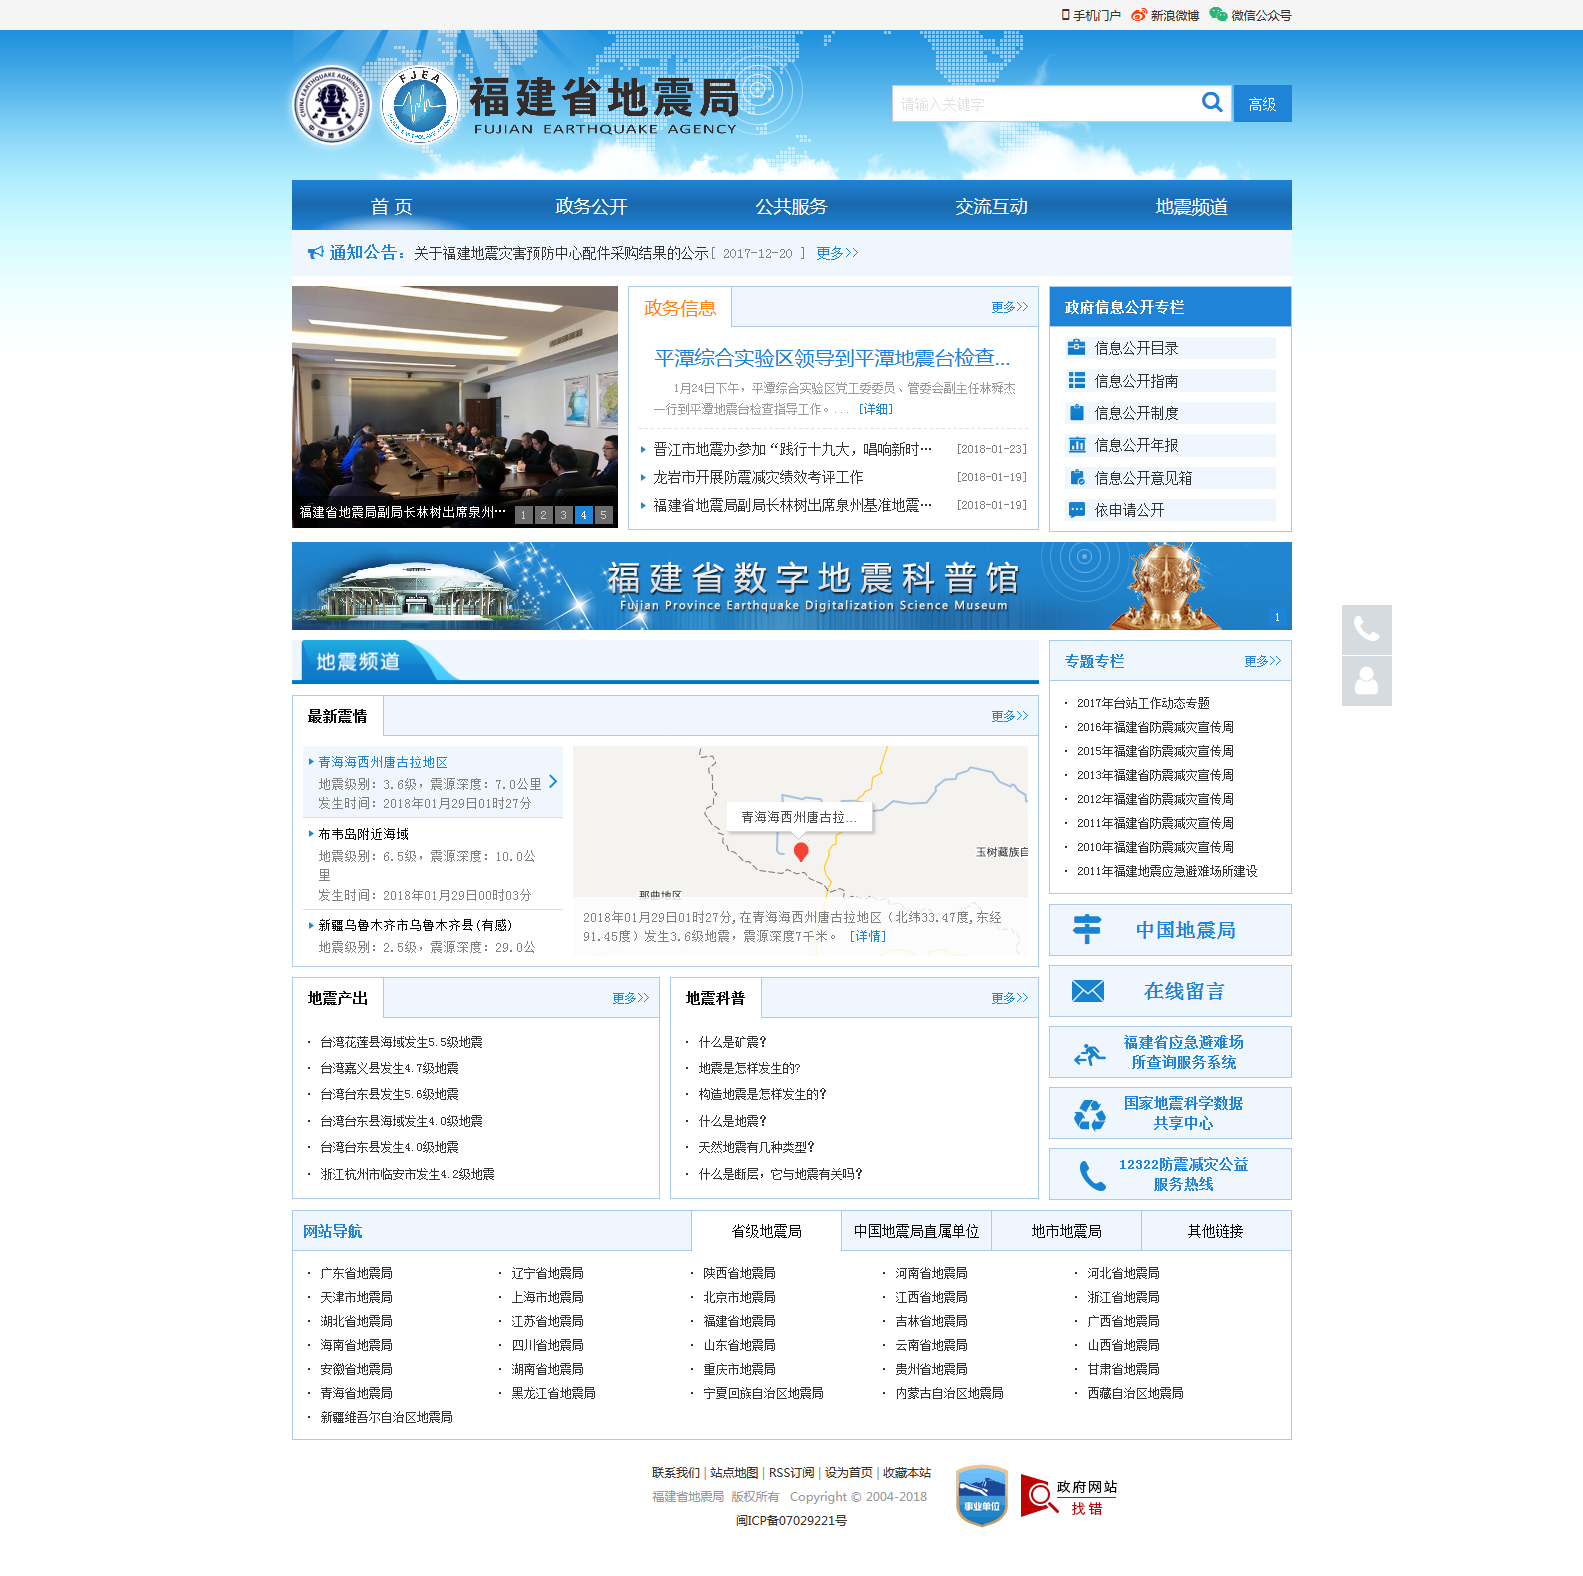 手机门户 新浪微博 微信公众号
CHINA EARTHQUAKE ADMINISTRATION
中国地震局
FJEA
福建省地震局
FUJIAN EARTHQUAKE AGENCY
请输入关键字
高级
首 页 政务公开 公共服务 交流互动 地震频道
通知公告： 关于福建地震灾害预防中心配件采购结果的公示[ 2017-12-20 ] 更多>>
福建省地震局副局长林树出席泉州… 1 2 3 4 5
政务信息 更多>>
平潭综合实验区领导到平潭地震台检查...
1月24日下午，平潭综合实验区党工委委员、管委会副主任林舜杰
一行到平潭地震台检查指导工作。... [详细]
晋江市地震办参加“践行十九大，唱响新时… [2018-01-23]
龙岩市开展防震减灾绩效考评工作 [2018-01-19]
福建省地震局副局长林树出席泉州基准地震… [2018-01-19]
政府信息公开专栏
信息公开目录
信息公开指南
信息公开制度
信息公开年报
信息公开意见箱
依申请公开
福建省数字地震科普馆
Fujian Province Earthquake Digitalization Science Museum
1
地震频道
最新震情 更多>>
青海海西州唐古拉地区
地震级别：3.6级，震源深度：7.0公里
发生时间：2018年01月29日01时27分
布韦岛附近海域
地震级别：6.5级，震源深度：10.0公
里
发生时间：2018年01月29日00时03分
新疆乌鲁木齐市乌鲁木齐县(有感)
地震级别：2.5级，震源深度：29.0公
青海海西州唐古拉...
玉树藏族自
那曲地区
2018年01月29日01时27分,在青海海西州唐古拉地区（北纬33.47度,东经
91.45度）发生3.6级地震，震源深度7千米。 [详情]
专题专栏 更多>>
2017年台站工作动态专题
2016年福建省防震减灾宣传周
2015年福建省防震减灾宣传周
2013年福建省防震减灾宣传周
2012年福建省防震减灾宣传周
2011年福建省防震减灾宣传周
2010年福建省防震减灾宣传周
2011年福建地震应急避难场所建设
中国地震局
在线留言
福建省应急避难场
所查询服务系统
国家地震科学数据
共享中心
12322防震减灾公益
服务热线
地震产出 更多>>
台湾花莲县海域发生5.5级地震
台湾嘉义县发生4.7级地震
台湾台东县发生5.6级地震
台湾台东县海域发生4.0级地震
台湾台东县发生4.0级地震
浙江杭州市临安市发生4.2级地震
地震科普 更多>>
什么是矿震?
地震是怎样发生的?
构造地震是怎样发生的?
什么是地震?
天然地震有几种类型?
什么是断层，它与地震有关吗?
网站导航 省级地震局 中国地震局直属单位 地市地震局 其他链接
广东省地震局 辽宁省地震局 陕西省地震局 河南省地震局 河北省地震局
天津市地震局 上海市地震局 北京市地震局 江西省地震局 浙江省地震局
湖北省地震局 江苏省地震局 福建省地震局 吉林省地震局 广西省地震局
海南省地震局 四川省地震局 山东省地震局 云南省地震局 山西省地震局
安徽省地震局 湖南省地震局 重庆市地震局 贵州省地震局 甘肃省地震局
青海省地震局 黑龙江省地震局 宁夏回族自治区地震局 内蒙古自治区地震局 西藏自治区地震局
新疆维吾尔自治区地震局
联系我们 | 站点地图 | RSS订阅 | 设为首页 | 收藏本站
福建省地震局 版权所有 Copyright © 2004-2018
闽ICP备07029221号
事业单位
政府网站
找错